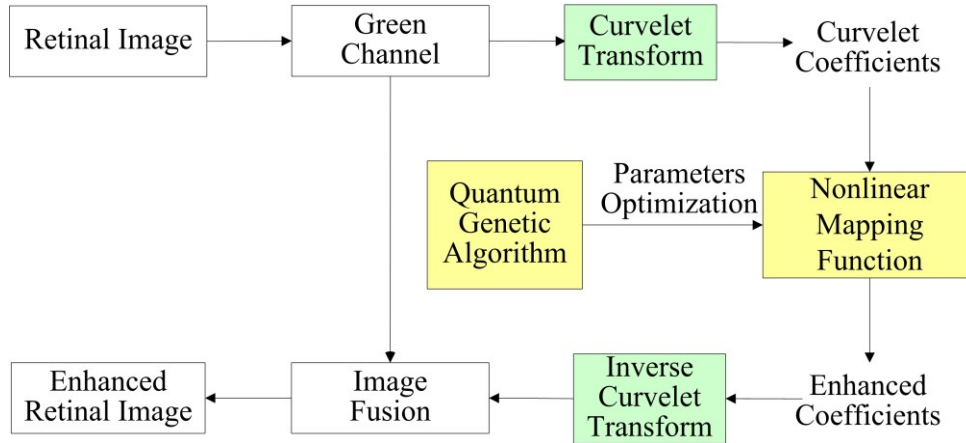 Retinal Image
Green
Channel
Curvelet
Transform
Curvelet
Coefficients
Quantum
Genetic
Algorithm
Parameters
Optimization
Nonlinear
Mapping
Function
Enhanced
Retinal Image
Image
Fusion
Inverse
Curvelet
Transform
Enhanced
Coefficients